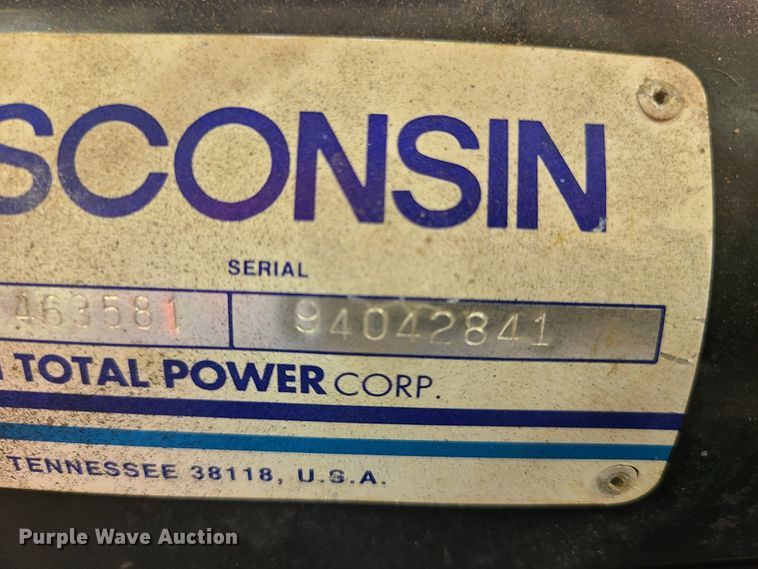 SCONSIN
SERIAL
463581 94042841
TOTAL POWER CORP.
TENNESSEE 38118, U.S.A.
Purple Wave Auction